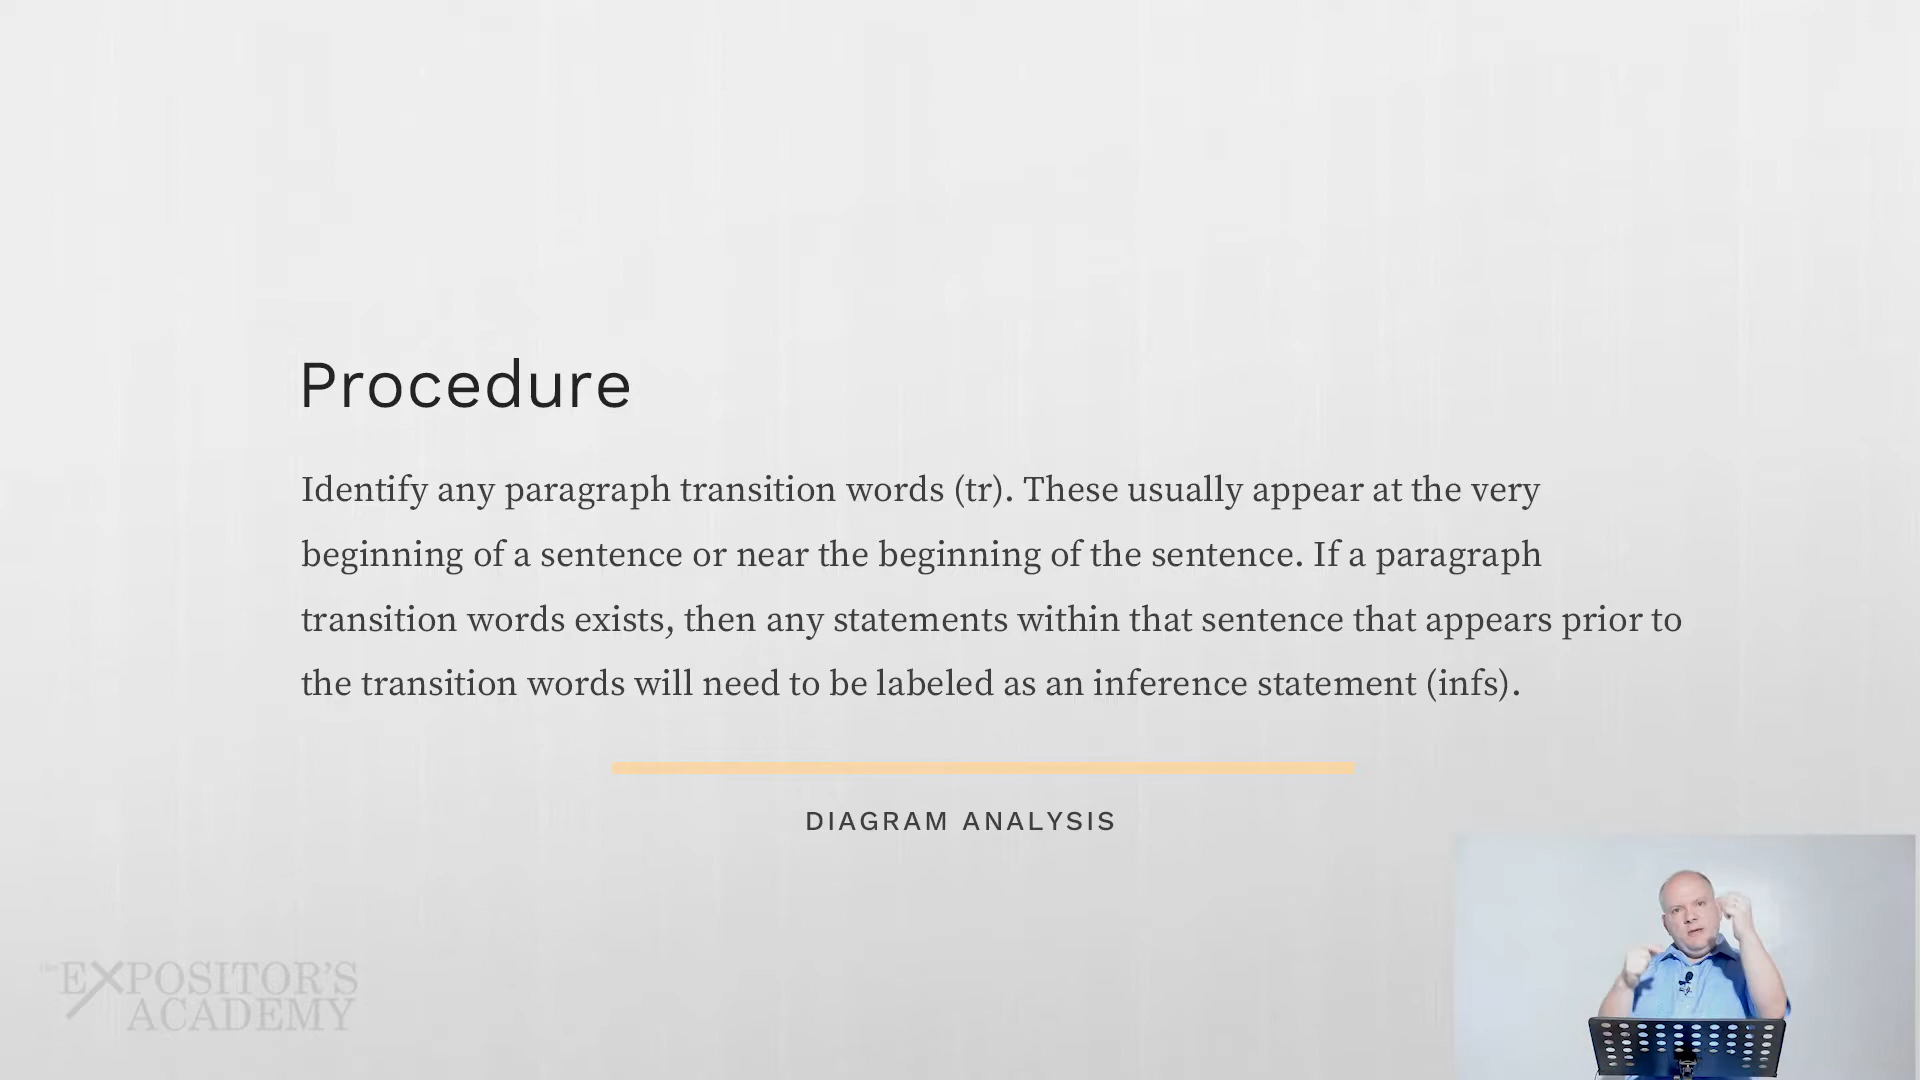 Procedure
Identify any paragraph transition words (tr). These usually appear at the very
beginning of a sentence or near the beginning of the sentence. If a paragraph
transition words exists, then any statements within that sentence that appears prior to
the transition words will need to be labeled as an inference statement (infs).
DIAGRAM ANALYSIS
the EXPOSITOR'S
ACADEMY